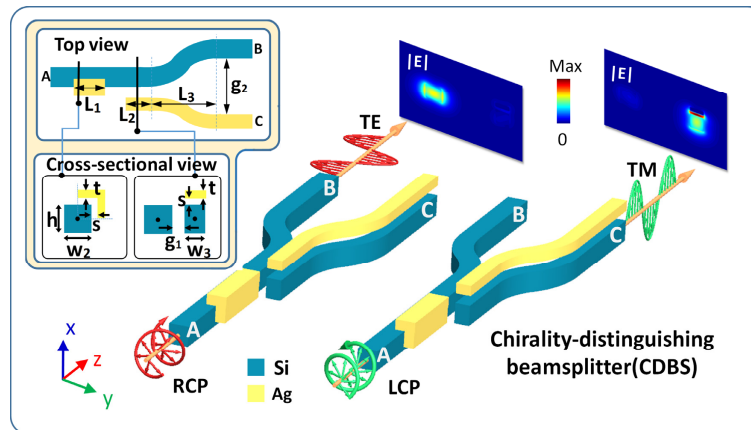 Top view
A
B
C
L1
L2
L3
g2
Cross-sectional view
t
s
h
w2
s
t
g1
w3
TE
|E|
Max
0
|E|
TM
B
C
A
RCP
B
C
A
LCP
x
z
y
Si
Ag
Chirality-distinguishing
beamsplitter(CDBS)